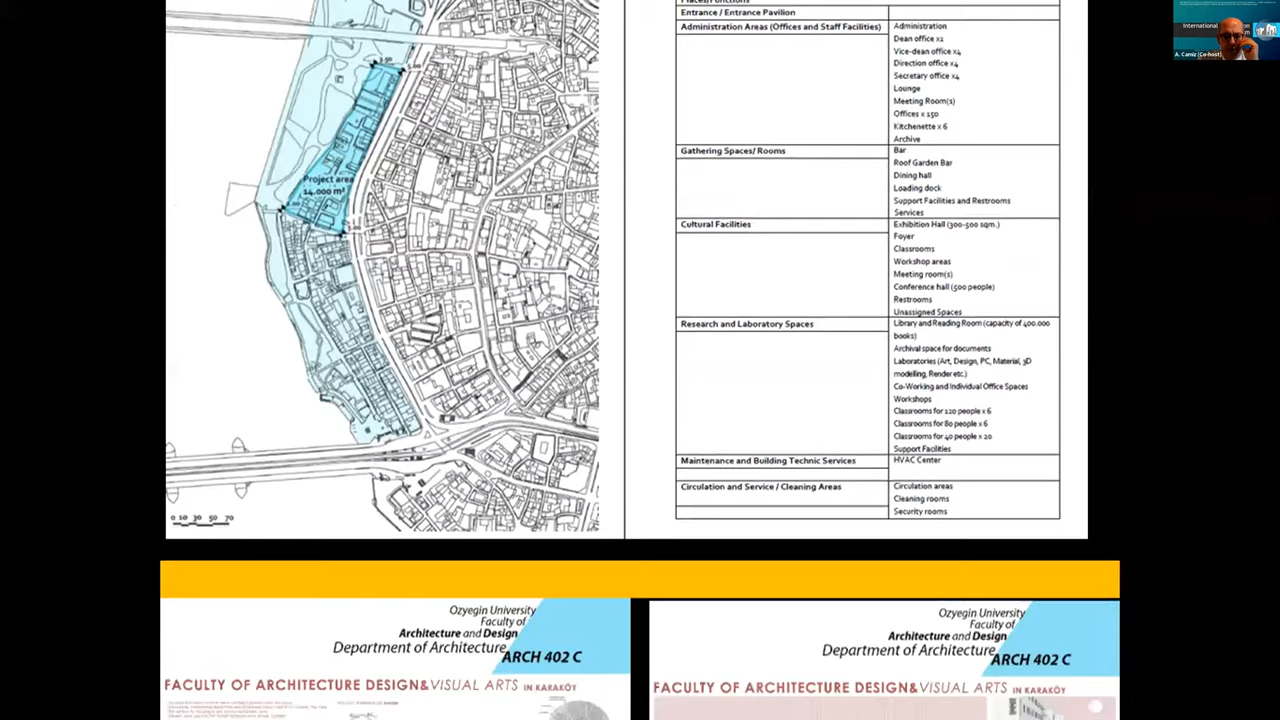 Places/Functions
Entrance / Entrance Pavilion
Administration Areas (Offices and Staff Facilities)
Administration
Dean office x1
Vice-dean office x4
Direction office x4
Secretary office x4
Lounge
Meeting Room(s)
Offices x 150
Kitchenette x 6
Archive
Gathering Spaces/ Rooms
Bar
Roof Garden Bar
Dining hall
Loading dock
Support Facilities and Restrooms
Services
Cultural Facilities
Exhibition Hall (300-500 sqm.)
Foyer
Classrooms
Workshop areas
Meeting room(s)
Conference hall (500 people)
Restrooms
Unassigned Spaces
Research and Laboratory Spaces
Library and Reading Room (capacity of 400.000
books)
Archival space for documents
Laboratories (Art, Design, PC, Material, 3D
modelling, Render etc.)
Co-Working and Individual Office Spaces
Workshops
Classrooms for 120 people x 6
Classrooms for 80 people x 6
Classrooms for 40 people x 20
Support Facilities
Maintenance and Building Technic Services
HVAC Center
Circulation and Service / Cleaning Areas
Circulation areas
Cleaning rooms
Security rooms
Project area
14.000 m²
0 10 30 50 70
International
A. Camiz (Co-host)
Ozyegin University
Faculty of
Architecture and Design
Department of Architecture
ARCH 402 C
FACULTY OF ARCHITECTURE DESIGN&VISUAL ARTS IN KARAKÖY
Ozyegin University
Faculty of
Architecture and Design
Department of Architecture
ARCH 402 C
FACULTY OF ARCHITECTURE DESIGN&VISUAL ARTS IN KARAKÖY